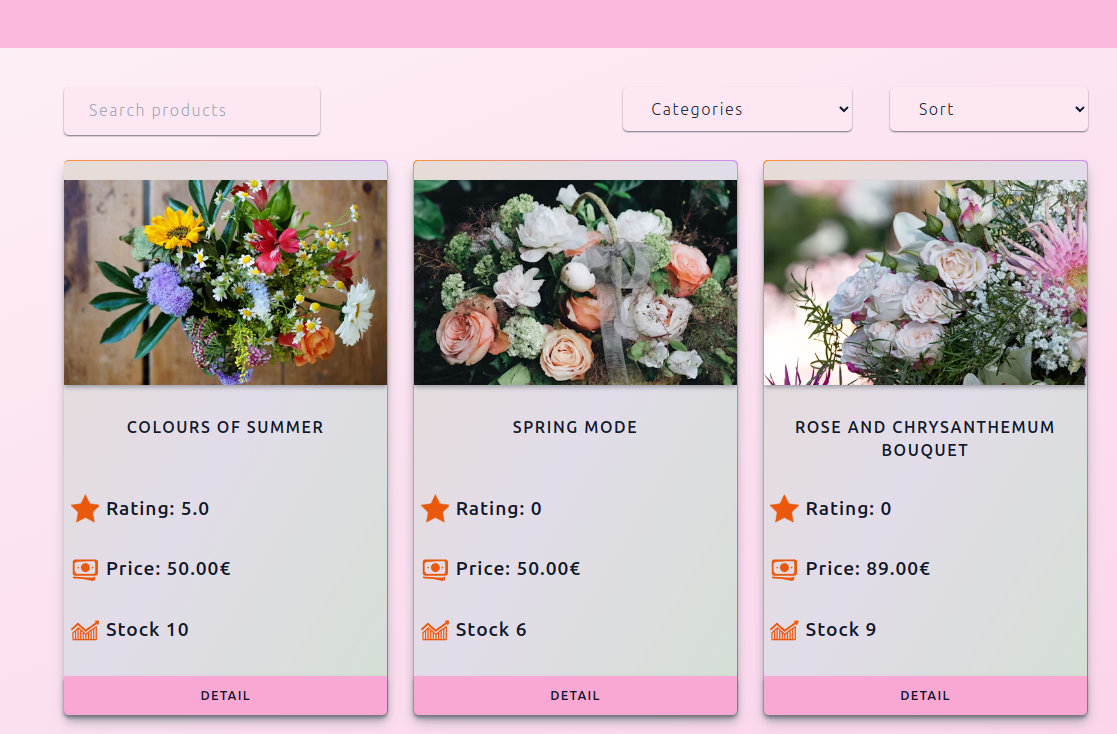 Search products
Categories
Sort
COLOURS OF SUMMER
Rating: 5.0
Price: 50.00€
Stock 10
DETAIL
SPRING MODE
Rating: 0
Price: 50.00€
Stock 6
DETAIL
ROSE AND CHRYSANTHEMUM
BOUQUET
Rating: 0
Price: 89.00€
Stock 9
DETAIL